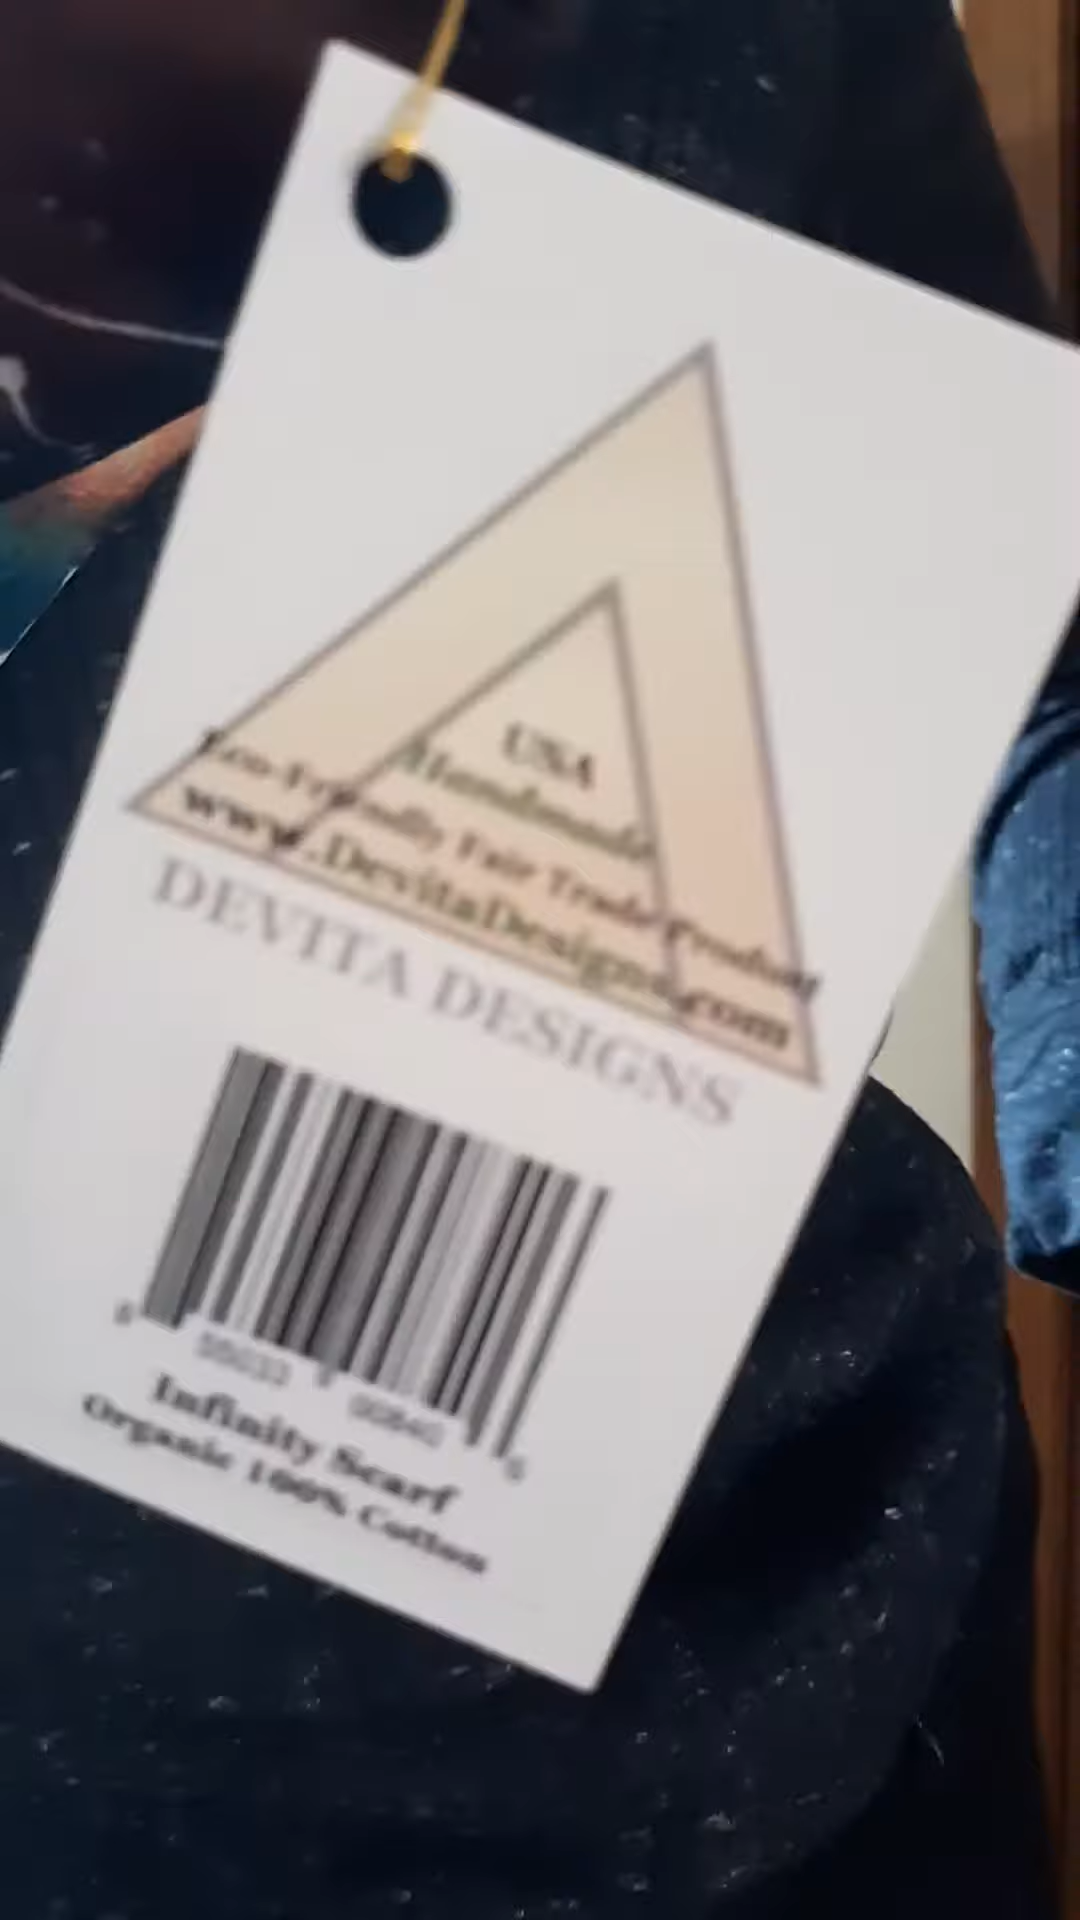 USA
Handmade
Eco-Friendly Fair Trade Product
www.DevitaDesigns.com
DEVITA DESIGNS
Infinity Scarf
Organic 100% Cotton